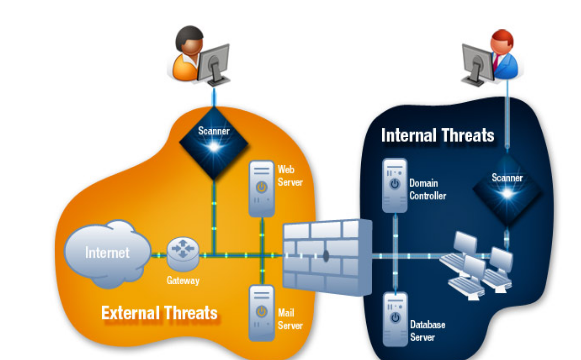 Scanner
Internal Threats
Web
Server
Domain
Controller
Scanner
Internet
Gateway
External Threats
Mail
Server
Database
Server